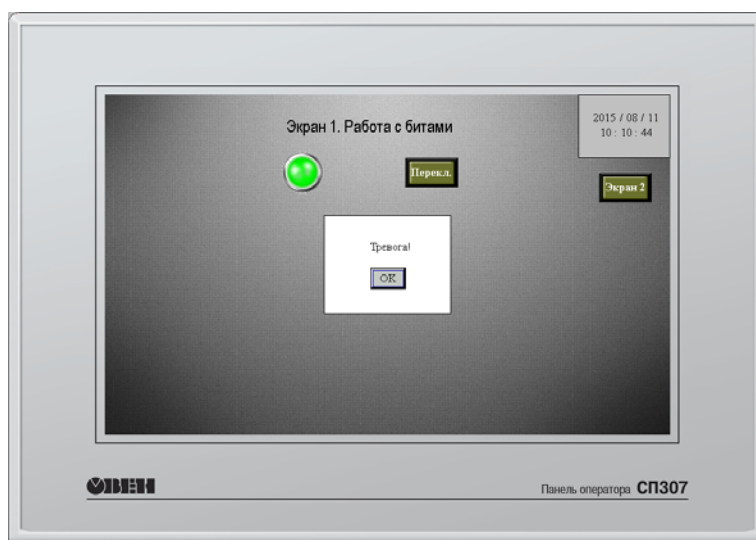 Экран 1. Работа с битами
2015 / 08 / 11
10 : 10 : 44
Перекл.
Экран 2
Тревога!
OK
ОВЕН
Панель оператора СП307